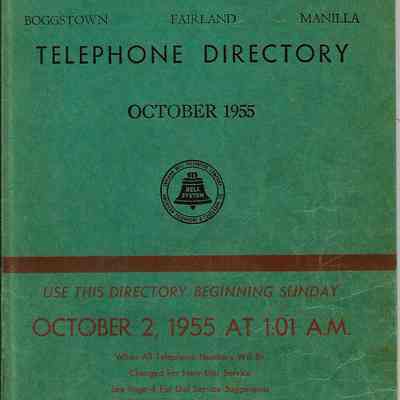 BOGGSTOWN FAIRLAND MANILLA
TELEPHONE DIRECTORY
OCTOBER 1955
BELL
SYSTEM
USE THIS DIRECTORY BEGINNING SUNDAY
OCTOBER 2, 1955 AT 1:01 A.M.
When All Telephone Numbers Will Be
Changed For New Dial Service
See Page 4 For Dial Service Suggestions